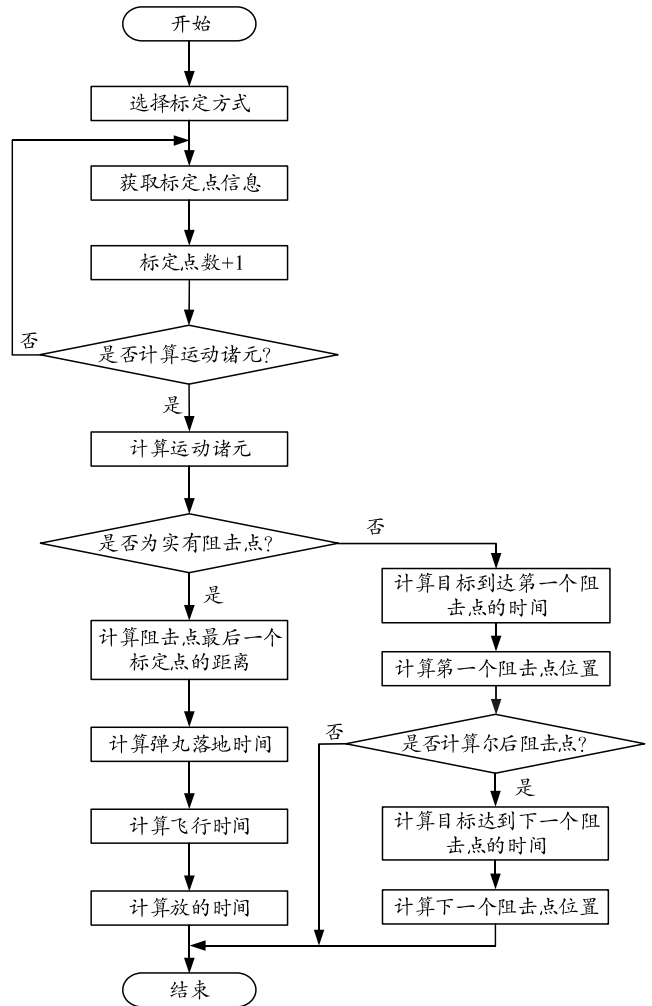 开始
选择标定方式
获取标定点信息
标定点数+1
否
是否计算运动诸元?
是
计算运动诸元
是否为实有阻击点?
否
是
计算目标到达第一个阻
击点的时间
计算阻击点最后一个
标定点的距离
计算第一个阻击点位置
否
是否计算尔后阻击点?
计算弹丸落地时间
是
计算飞行时间
计算目标达到下一个阻
击点的时间
计算放的时间
计算下一个阻击点位置
结束